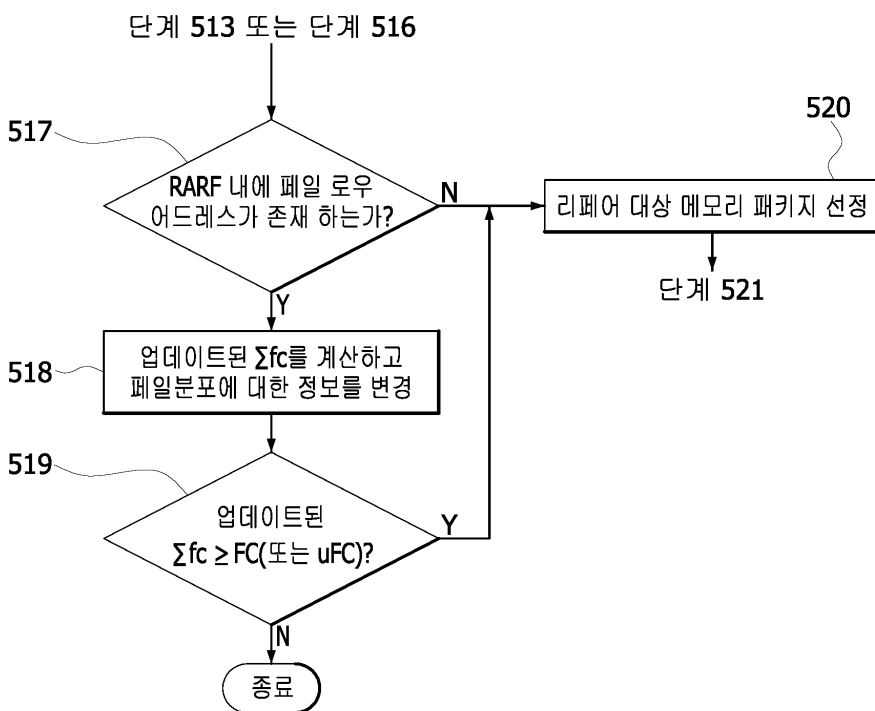 단계 513 또는 단계 516
517
RARF 내에 페일 로우
어드레스가 존재 하는가?
N
520
리페어 대상 메모리 패키지 선정
단계 521
Y
518
업데이트된 ∑fc를 계산하고
페일분포에 대한 정보를 변경
519
업데이트된
∑fc ≥ FC(또는 uFC)?
Y
N
종료